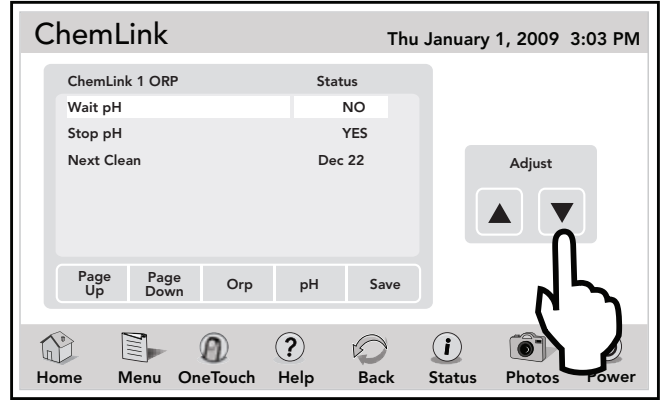 ChemLink
Thu January 1, 2009 3:03 PM
ChemLink 1 ORP Status
Wait pH NO
Stop pH YES
Next Clean Dec 22
Adjust
Page Up
Page Down
Orp
pH
Save
Home Menu OneTouch Help Back Status Photos Power